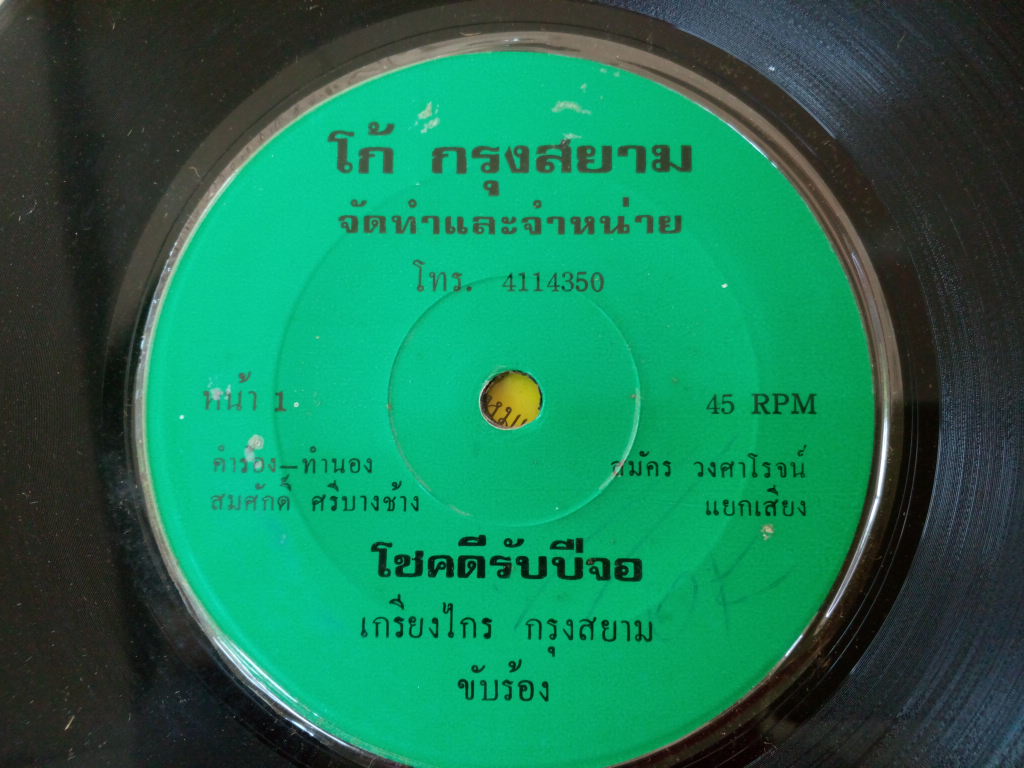 โก้ กรุงสยาม
จัดทำและจำหน่าย
โทร. 4114350
หน้า 1
45 RPM
คำร้อง—ทำนอง
สมศักดิ์ ศรีบางช้าง
สมัคร วงศาโรจน์
แยกเสียง
โชคดีรับปีจอ
เกรียงไกร กรุงสยาม
ขับร้อง